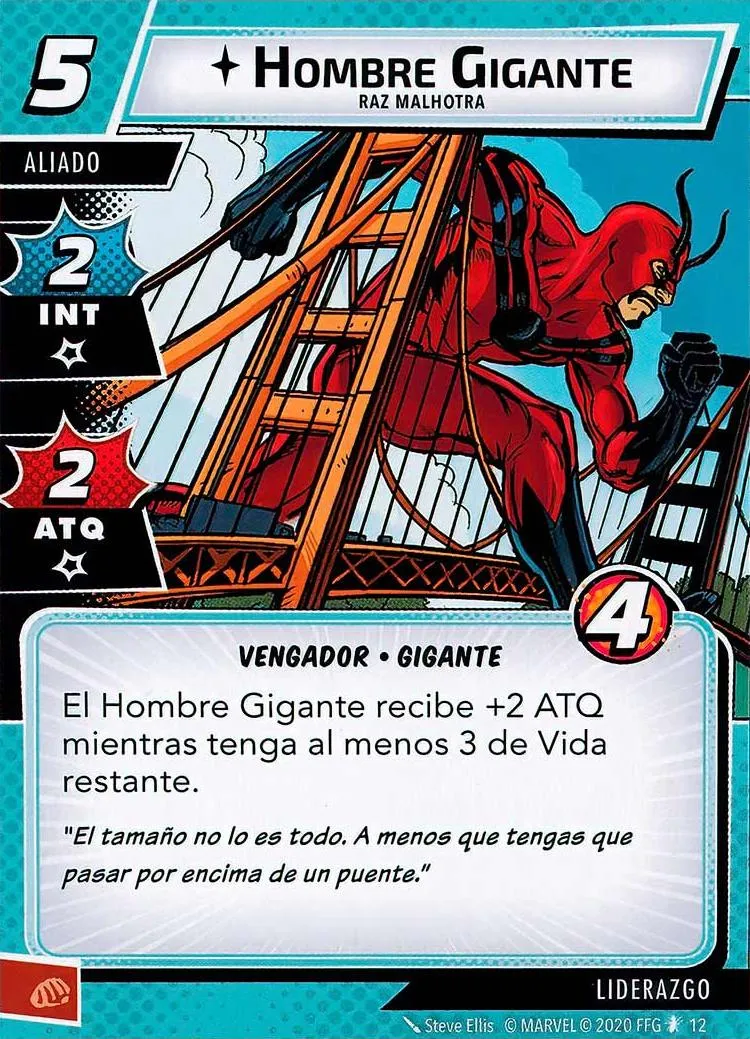 5
HOMBRE GIGANTE
RAZ MALHOTRA
ALIADO
2
INT
2
ATQ
4
VENGADOR • GIGANTE
El Hombre Gigante recibe +2 ATQ
mientras tenga al menos 3 de Vida
restante.
"El tamaño no lo es todo. A menos que tengas que
pasar por encima de un puente."
LIDERAZGO
Steve Ellis © MARVEL © 2020 FFG 12